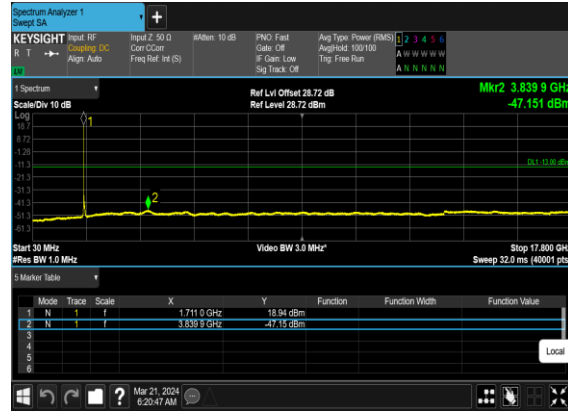 Spectrum Analyzer 1
Swept SA
KEYSIGHT Input: RF Input Z: 50 Ω #Atten: 10 dB PNO: Fast Avg Type: Power (RMS) 1 2 3 4 5 6
R T Coupling: DC Corr CCorr Gate: Off Avg|Hold: 100/100 A W W W W W
Align: Auto Freq Ref: Int (S) IF Gain: Low Trig: Free Run
Sig Track: Off A N N N N N
1 Spectrum Ref Lvl Offset 28.72 dB Mkr2 3.839 9 GHz
Scale/Div 10 dB Ref Level 28.72 dBm -47.151 dBm
Log
18.7
8.72
-1.28
-11.3
-21.3
-31.3
-41.3
-51.3
-61.3
1
DL1 -13.00 dBm
2
Start 30 MHz Video BW 3.0 MHz* Stop 17.800 GHz
#Res BW 1.0 MHz Sweep 32.0 ms (40001 pts)
5 Marker Table
Mode Trace Scale X Y Function Function Width Function Value
1 N 1 f 1.711 0 GHz 18.94 dBm
2 N 1 f 3.839 9 GHz -47.15 dBm
3
4
5
6
Local
Mar 21, 2024
6:20:47 AM